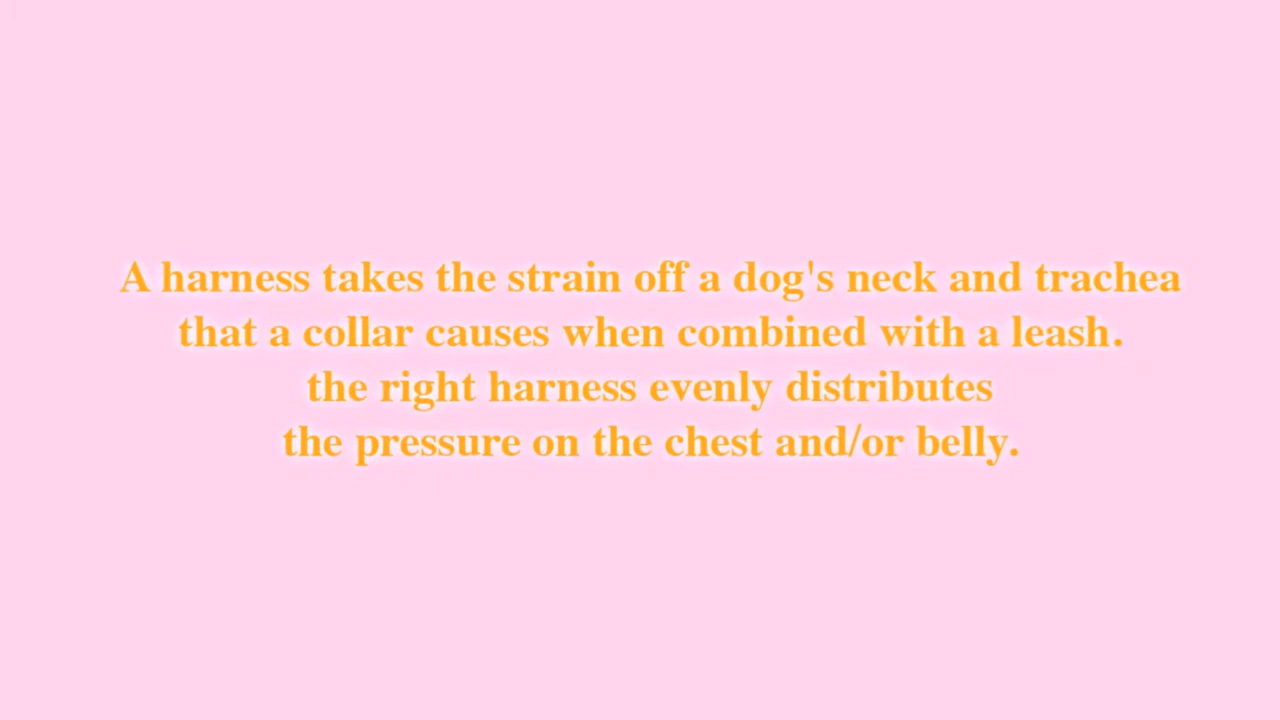 A harness takes the strain off a dog's neck and trachea
that a collar causes when combined with a leash.
the right harness evenly distributes
the pressure on the chest and/or belly.